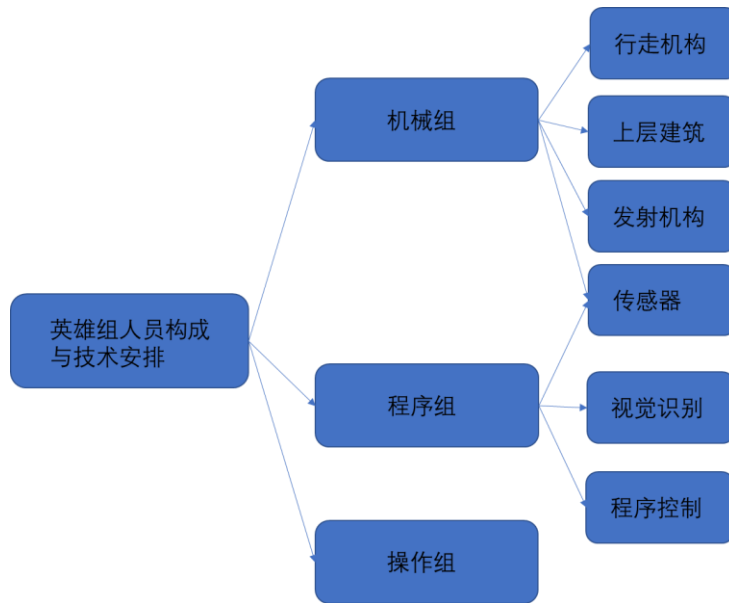 行走机构
机械组
上层建筑
发射机构
传感器
英雄组人员构成
与技术安排
程序组
视觉识别
程序控制
操作组